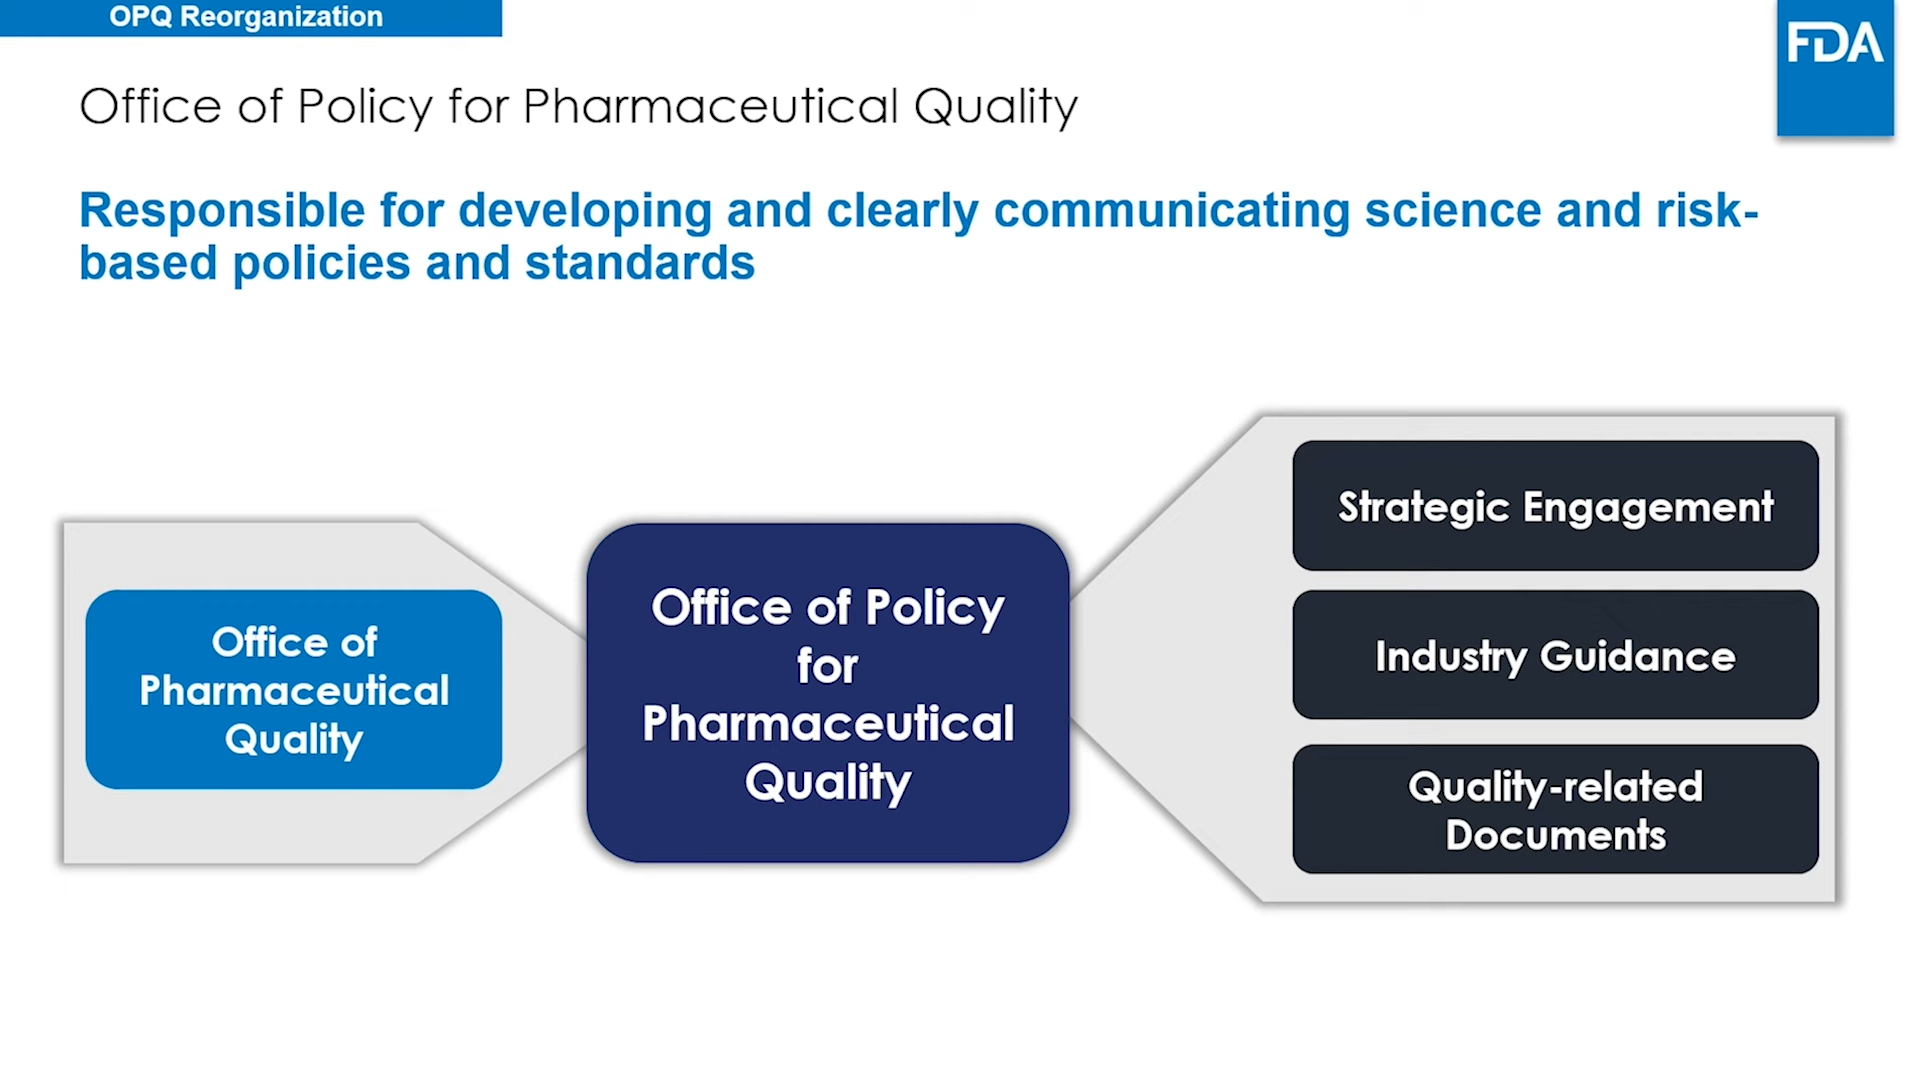 OPQ Reorganization
FDA
Office of Policy for Pharmaceutical Quality
Responsible for developing and clearly communicating science and risk-
based policies and standards
Office of
Pharmaceutical
Quality
Office of Policy
for
Pharmaceutical
Quality
Strategic Engagement
Industry Guidance
Quality-related
Documents